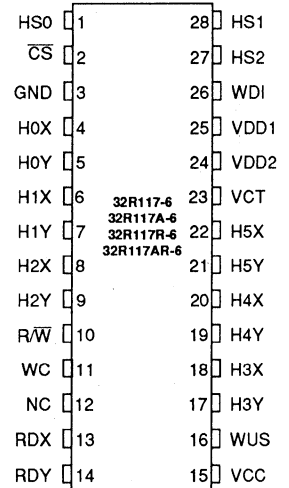 HS0 1 28 HS1
C̅S̅ 2 27 HS2
GND 3 26 WDI
H0X 4 25 VDD1
H0Y 5 24 VDD2
H1X 6 23 VCT
32R117-6
32R117A-6
32R117R-6
32R117AR-6
H1Y 7 22 H5X
H2X 8 21 H5Y
H2Y 9 20 H4X
R/W̅ 10 19 H4Y
WC 11 18 H3X
NC 12 17 H3Y
RDX 13 16 WUS
RDY 14 15 VCC